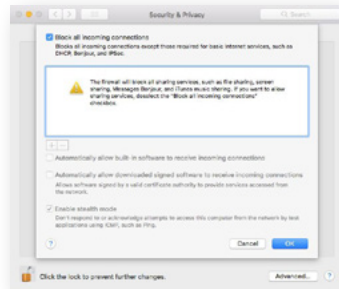 Security & Privacy
Search
Block all incoming connections
Blocks all incoming connections except those required for basic Internet services, such as
DHCP, Bonjour, and IPSec.
The firewall will block all sharing services, such as file sharing, screen
sharing, Messages Bonjour, and iTunes music sharing. If you want to allow
sharing services, deselect the "Block all incoming connections"
checkbox.
+ −
Automatically allow built-in software to receive incoming connections
Automatically allow downloaded signed software to receive incoming connections
Allows software signed by a valid certificate authority to provide services accessed from
the network.
Enable stealth mode
Don't respond to or acknowledge attempts to access this computer from the network by test
applications using ICMP, such as Ping.
? Cancel OK
Click the lock to prevent further changes.
Advanced... ?